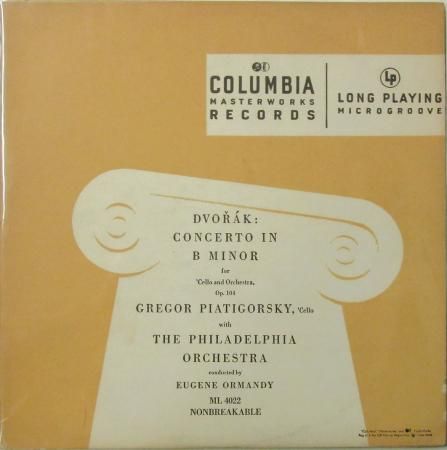 COLUMBIA
MASTERWORKS
RECORDS
LP
LONG PLAYING
MICROGROOVE
DVOŘÁK:
CONCERTO IN
B MINOR
for
'Cello and Orchestra,
Op. 104
GREGOR PIATIGORSKY, 'Cello
with
THE PHILADELPHIA
ORCHESTRA
conducted by
EUGENE ORMANDY
ML 4022
NONBREAKABLE